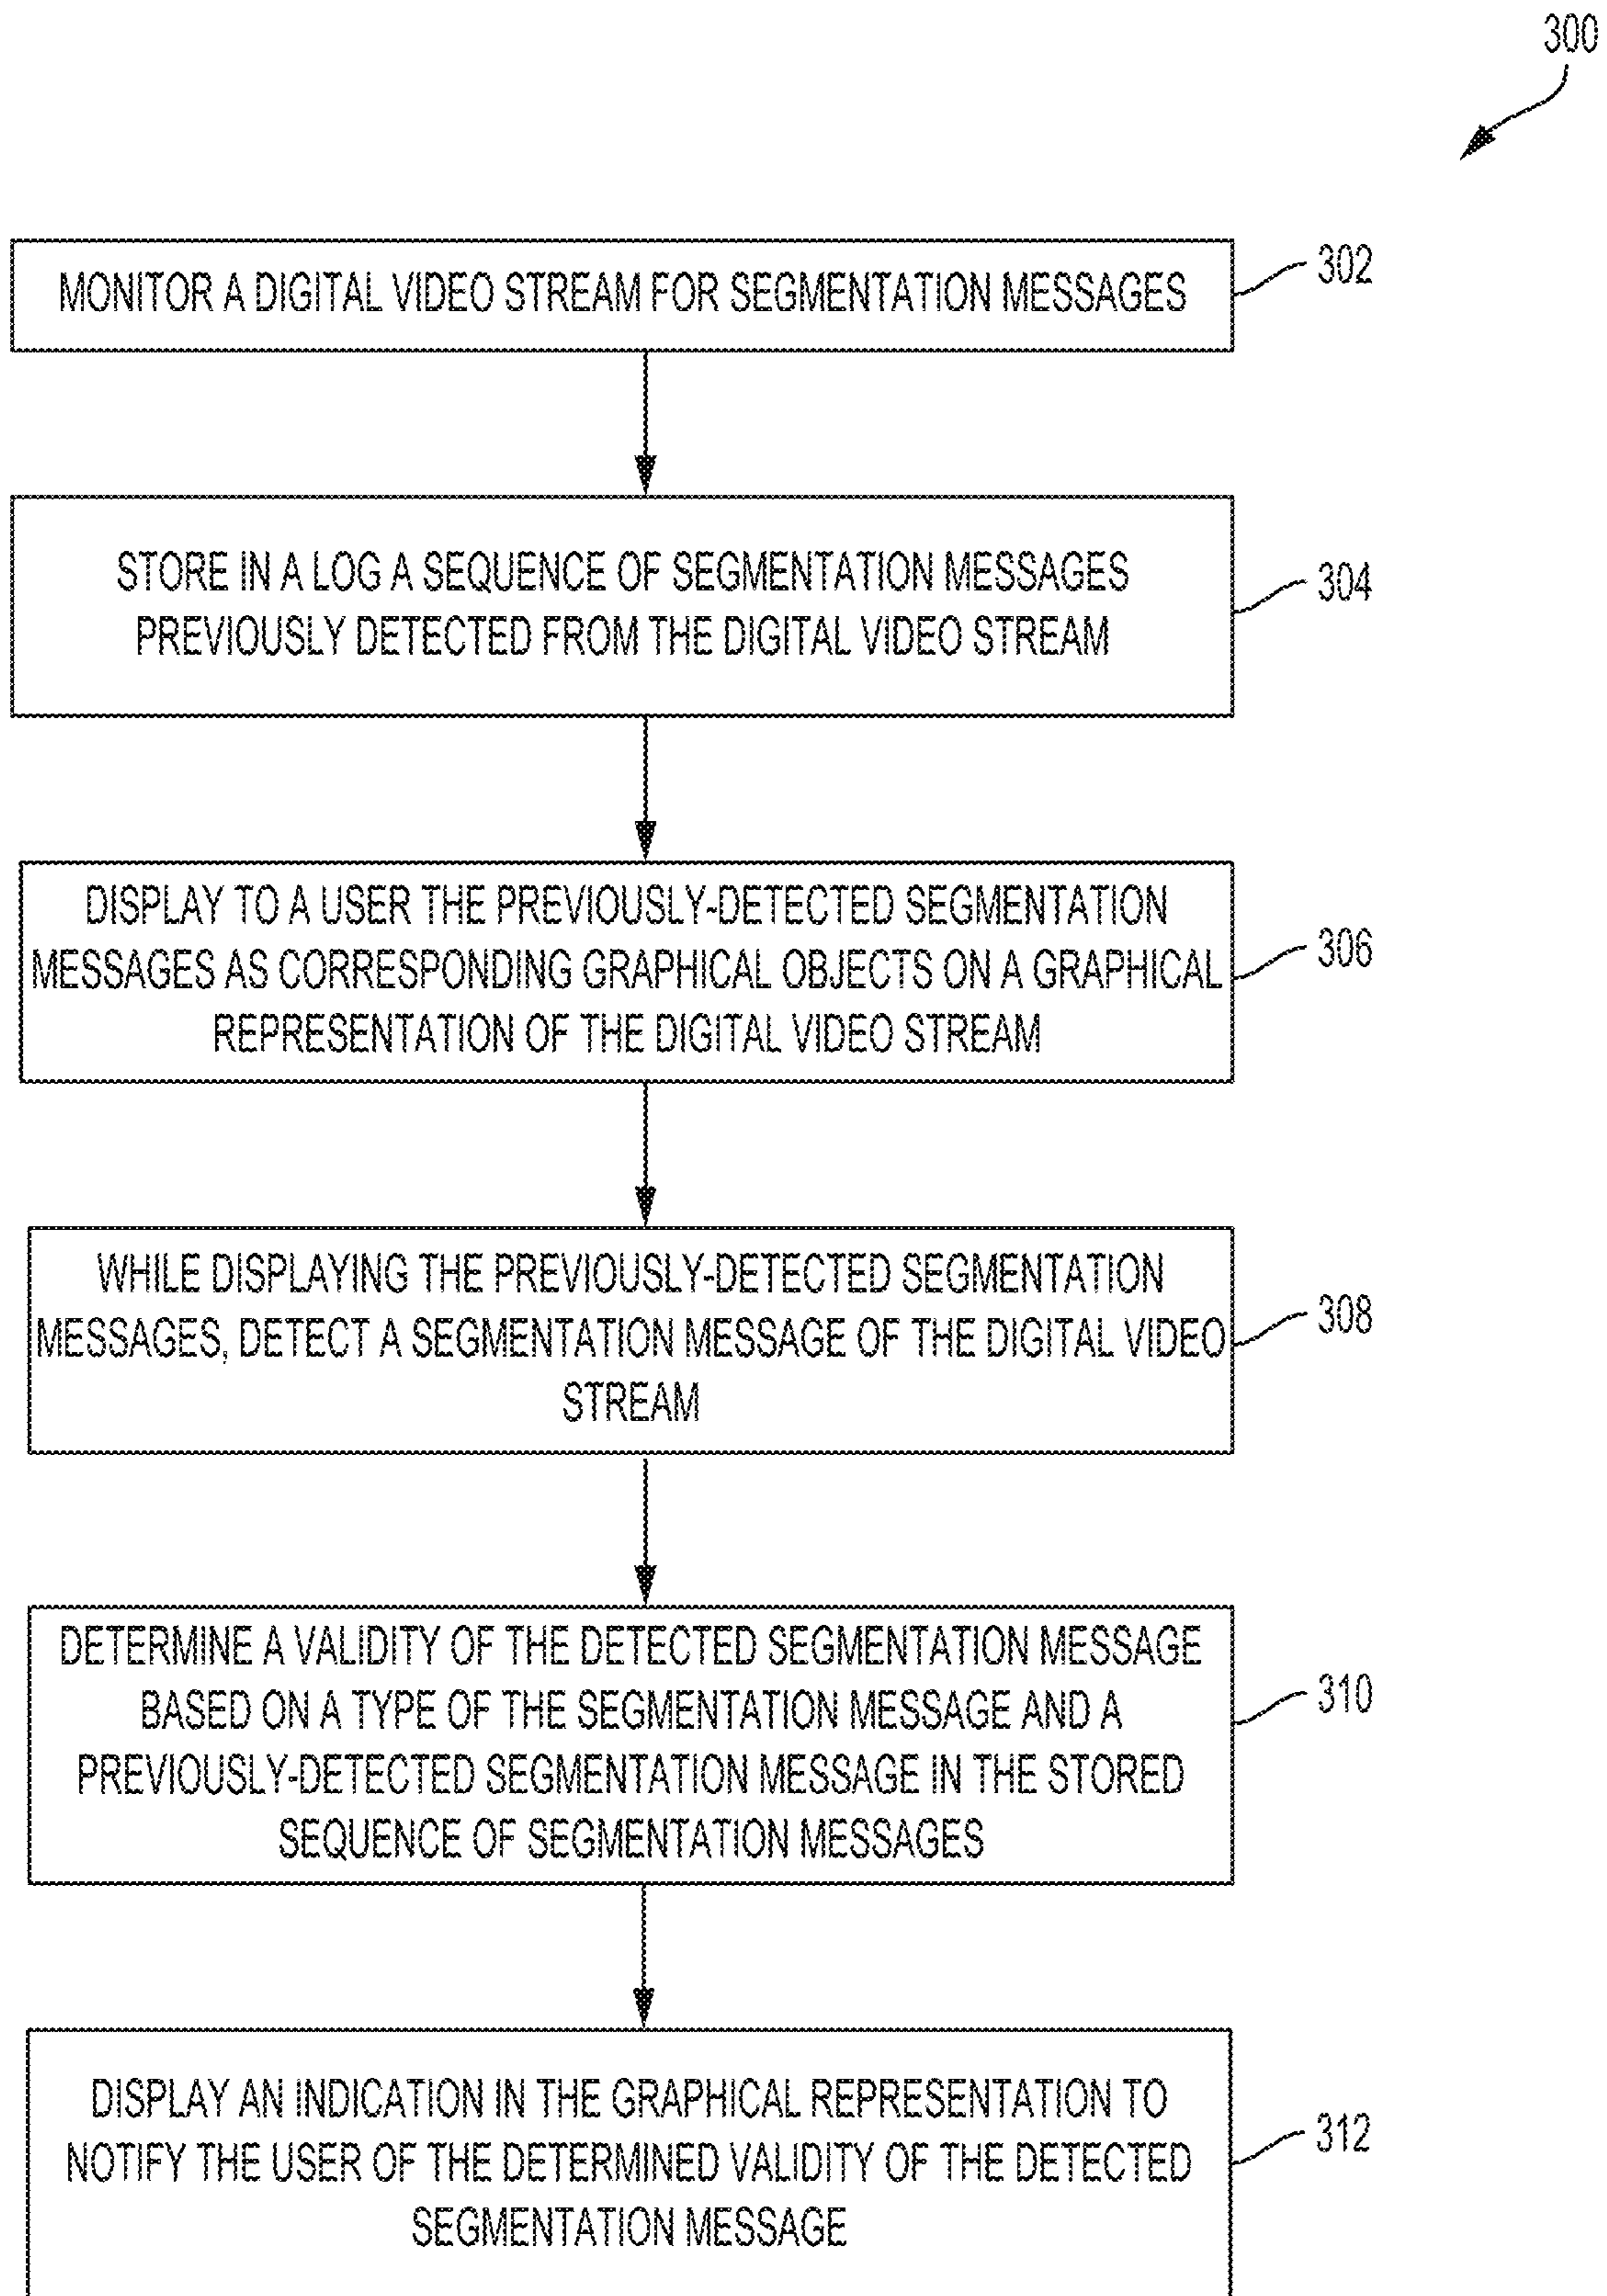 300
MONITOR A DIGITAL VIDEO STREAM FOR SEGMENTATION MESSAGES
302
STORE IN A LOG A SEQUENCE OF SEGMENTATION MESSAGES
PREVIOUSLY DETECTED FROM THE DIGITAL VIDEO STREAM
304
DISPLAY TO A USER THE PREVIOUSLY-DETECTED SEGMENTATION
MESSAGES AS CORRESPONDING GRAPHICAL OBJECTS ON A GRAPHICAL
REPRESENTATION OF THE DIGITAL VIDEO STREAM
306
WHILE DISPLAYING THE PREVIOUSLY-DETECTED SEGMENTATION
MESSAGES, DETECT A SEGMENTATION MESSAGE OF THE DIGITAL VIDEO
STREAM
308
DETERMINE A VALIDITY OF THE DETECTED SEGMENTATION MESSAGE
BASED ON A TYPE OF THE SEGMENTATION MESSAGE AND A
PREVIOUSLY-DETECTED SEGMENTATION MESSAGE IN THE STORED
SEQUENCE OF SEGMENTATION MESSAGES
310
DISPLAY AN INDICATION IN THE GRAPHICAL REPRESENTATION TO
NOTIFY THE USER OF THE DETERMINED VALIDITY OF THE DETECTED
SEGMENTATION MESSAGE
312